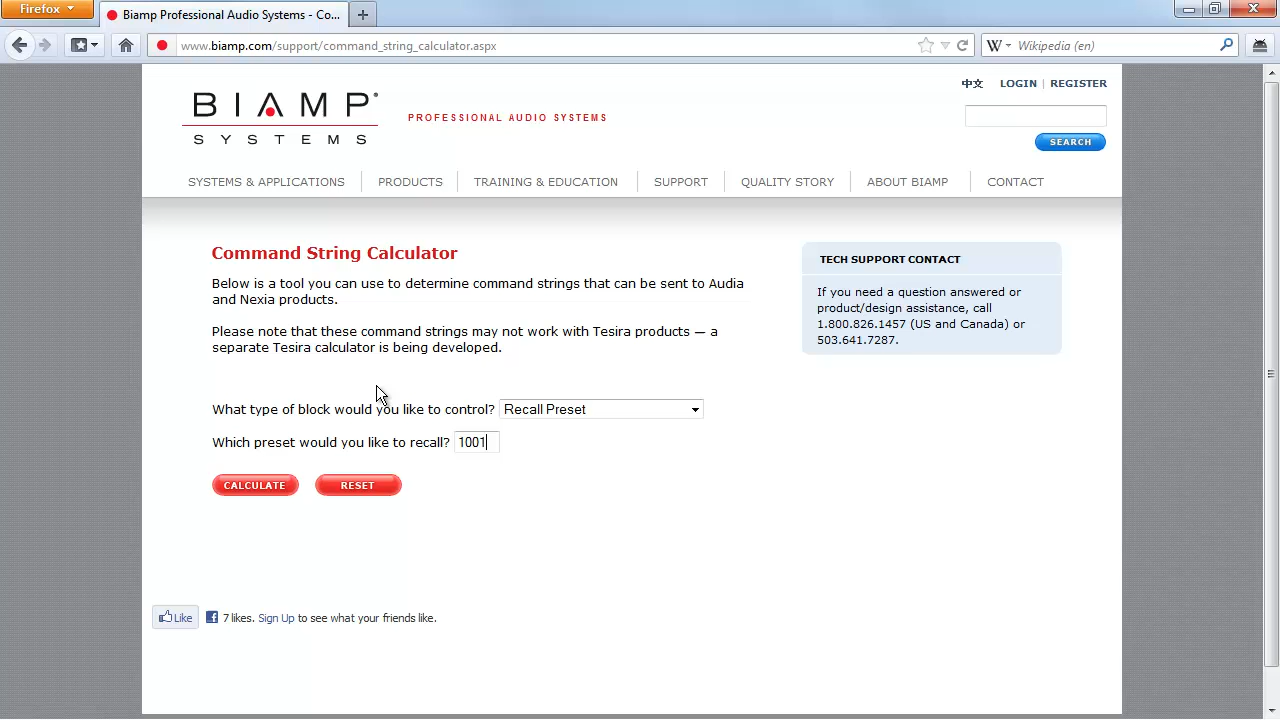 Firefox
Biamp Professional Audio Systems - Co...
www.biamp.com/support/command_string_calculator.aspx
Wikipedia (en)
中文 LOGIN | REGISTER
BIAMP®
SYSTEMS
PROFESSIONAL AUDIO SYSTEMS
SEARCH
SYSTEMS & APPLICATIONS PRODUCTS TRAINING & EDUCATION SUPPORT QUALITY STORY ABOUT BIAMP CONTACT
Command String Calculator
Below is a tool you can use to determine command strings that can be sent to Audia
and Nexia products.
Please note that these command strings may not work with Tesira products — a
separate Tesira calculator is being developed.
What type of block would you like to control? Recall Preset
Which preset would you like to recall? 1001
CALCULATE RESET
TECH SUPPORT CONTACT
If you need a question answered or
product/design assistance, call
1.800.826.1457 (US and Canada) or
503.641.7287.
Like 7 likes. Sign Up to see what your friends like.